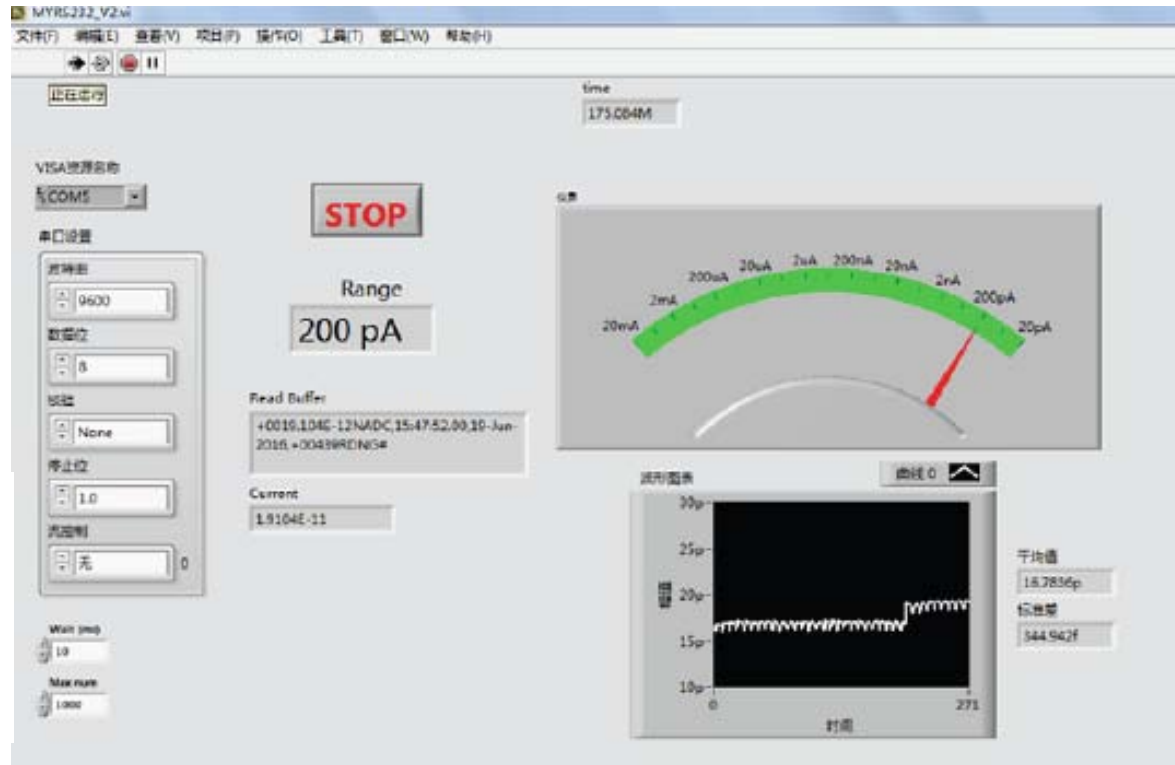 MYRS232_V2.vi
文件(F) 编辑(E) 查看(V) 项目(P) 操作(O) 工具(T) 窗口(W) 帮助(H)
正在运行
time
175.084M
VISA资源名称
COM5
串口设置
波特率
9600
数据位
8
校验
None
停止位
1.0
流控制
无
0
Wait (ms)
10
Max num
1000
STOP
Range
200 pA
Read Buffer
+0019.104E-12NADC,15:47:52.00,19-Jun-
2016,+00439RDNG#
Current
1.9104E-11
仪表
20mA
2mA
200uA
20uA
2uA
200nA
20nA
2nA
200pA
20pA
波形图表
曲线 0
30p
25p
20p
15p
10p
幅值
0
271
时间
平均值
16.7836p
标准差
344.942f